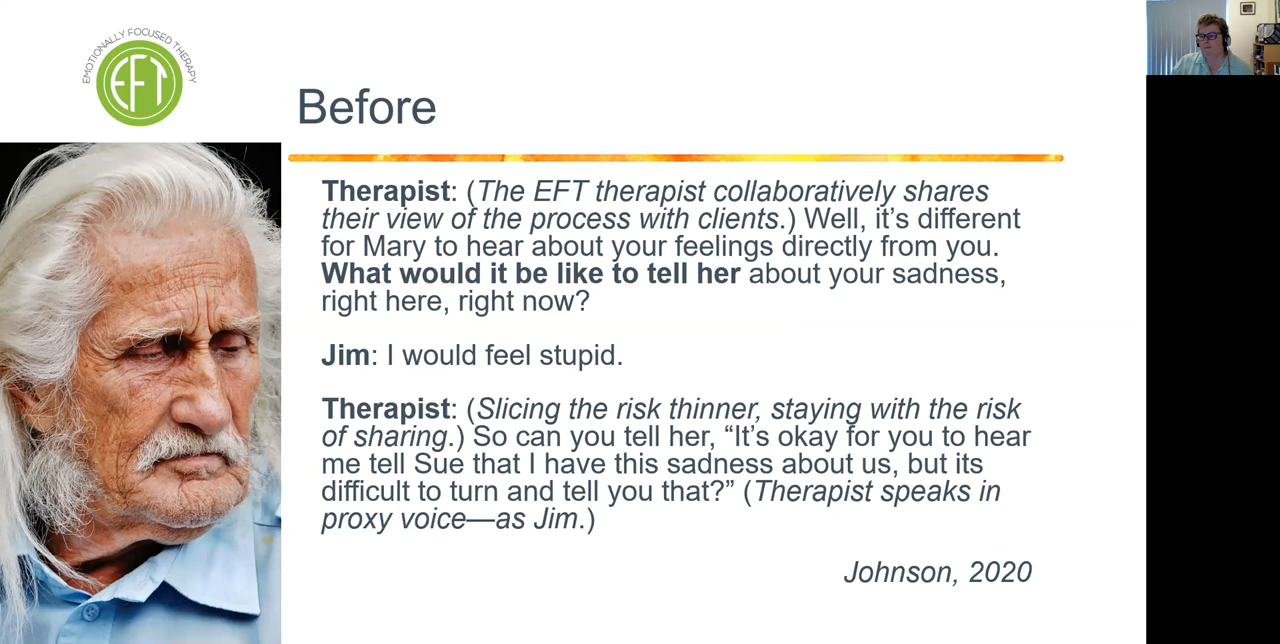 EMOTIONALLY FOCUSED THERAPY
EFT
Before
Therapist: (The EFT therapist collaboratively shares
their view of the process with clients.) Well, it’s different
for Mary to hear about your feelings directly from you.
What would it be like to tell her about your sadness,
right here, right now?
Jim: I would feel stupid.
Therapist: (Slicing the risk thinner, staying with the risk
of sharing.) So can you tell her, “It’s okay for you to hear
me tell Sue that I have this sadness about us, but its
difficult to turn and tell you that?” (Therapist speaks in
proxy voice—as Jim.)
Johnson, 2020